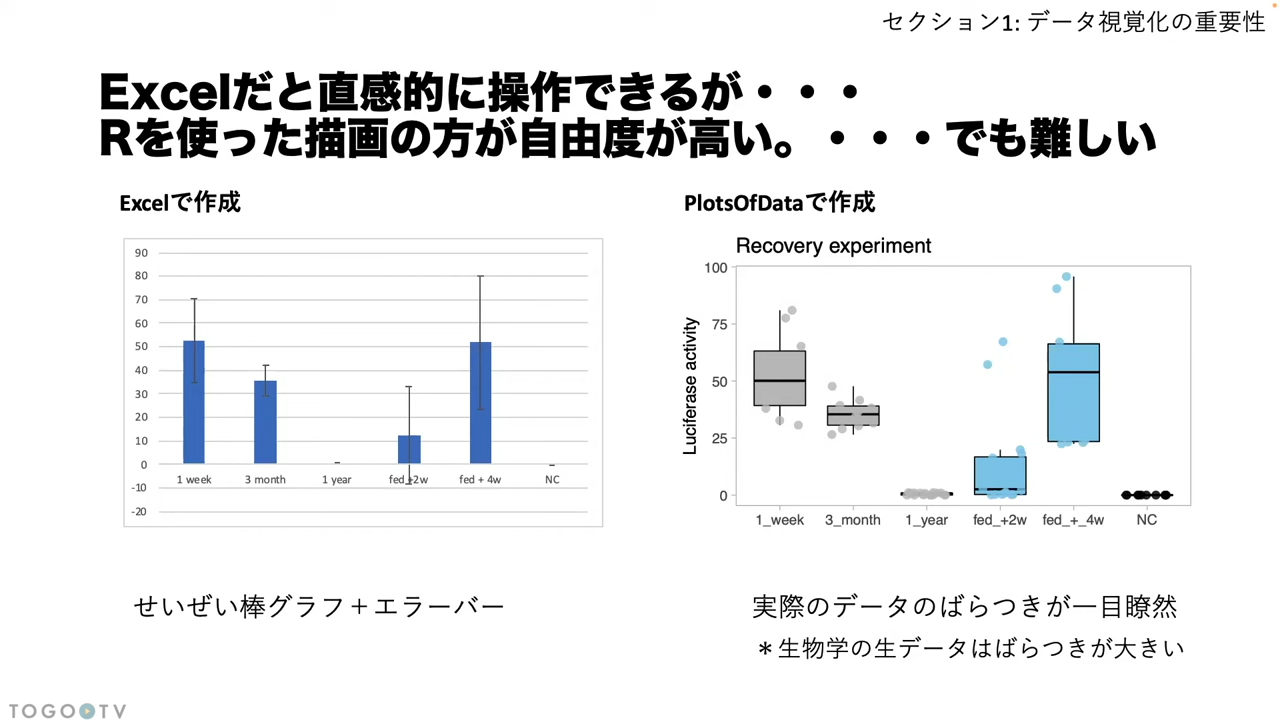 セクション1: データ視覚化の重要性
Excelだと直感的に操作できるが・・・
Rを使った描画の方が自由度が高い。・・・でも難しい
Excelで作成
90
80
70
60
50
40
30
20
10
0
-10
-20
1 week
3 month
1 year
fed +2w
fed + 4w
NC
せいぜい棒グラフ＋エラーバー
PlotsOfDataで作成
Recovery experiment
Luciferase activity
100
75
50
25
0
1_week
3_month
1_year
fed_+2w
fed_+_4w
NC
実際のデータのばらつきが一目瞭然
＊生物学の生データはばらつきが大きい
TOGO TV